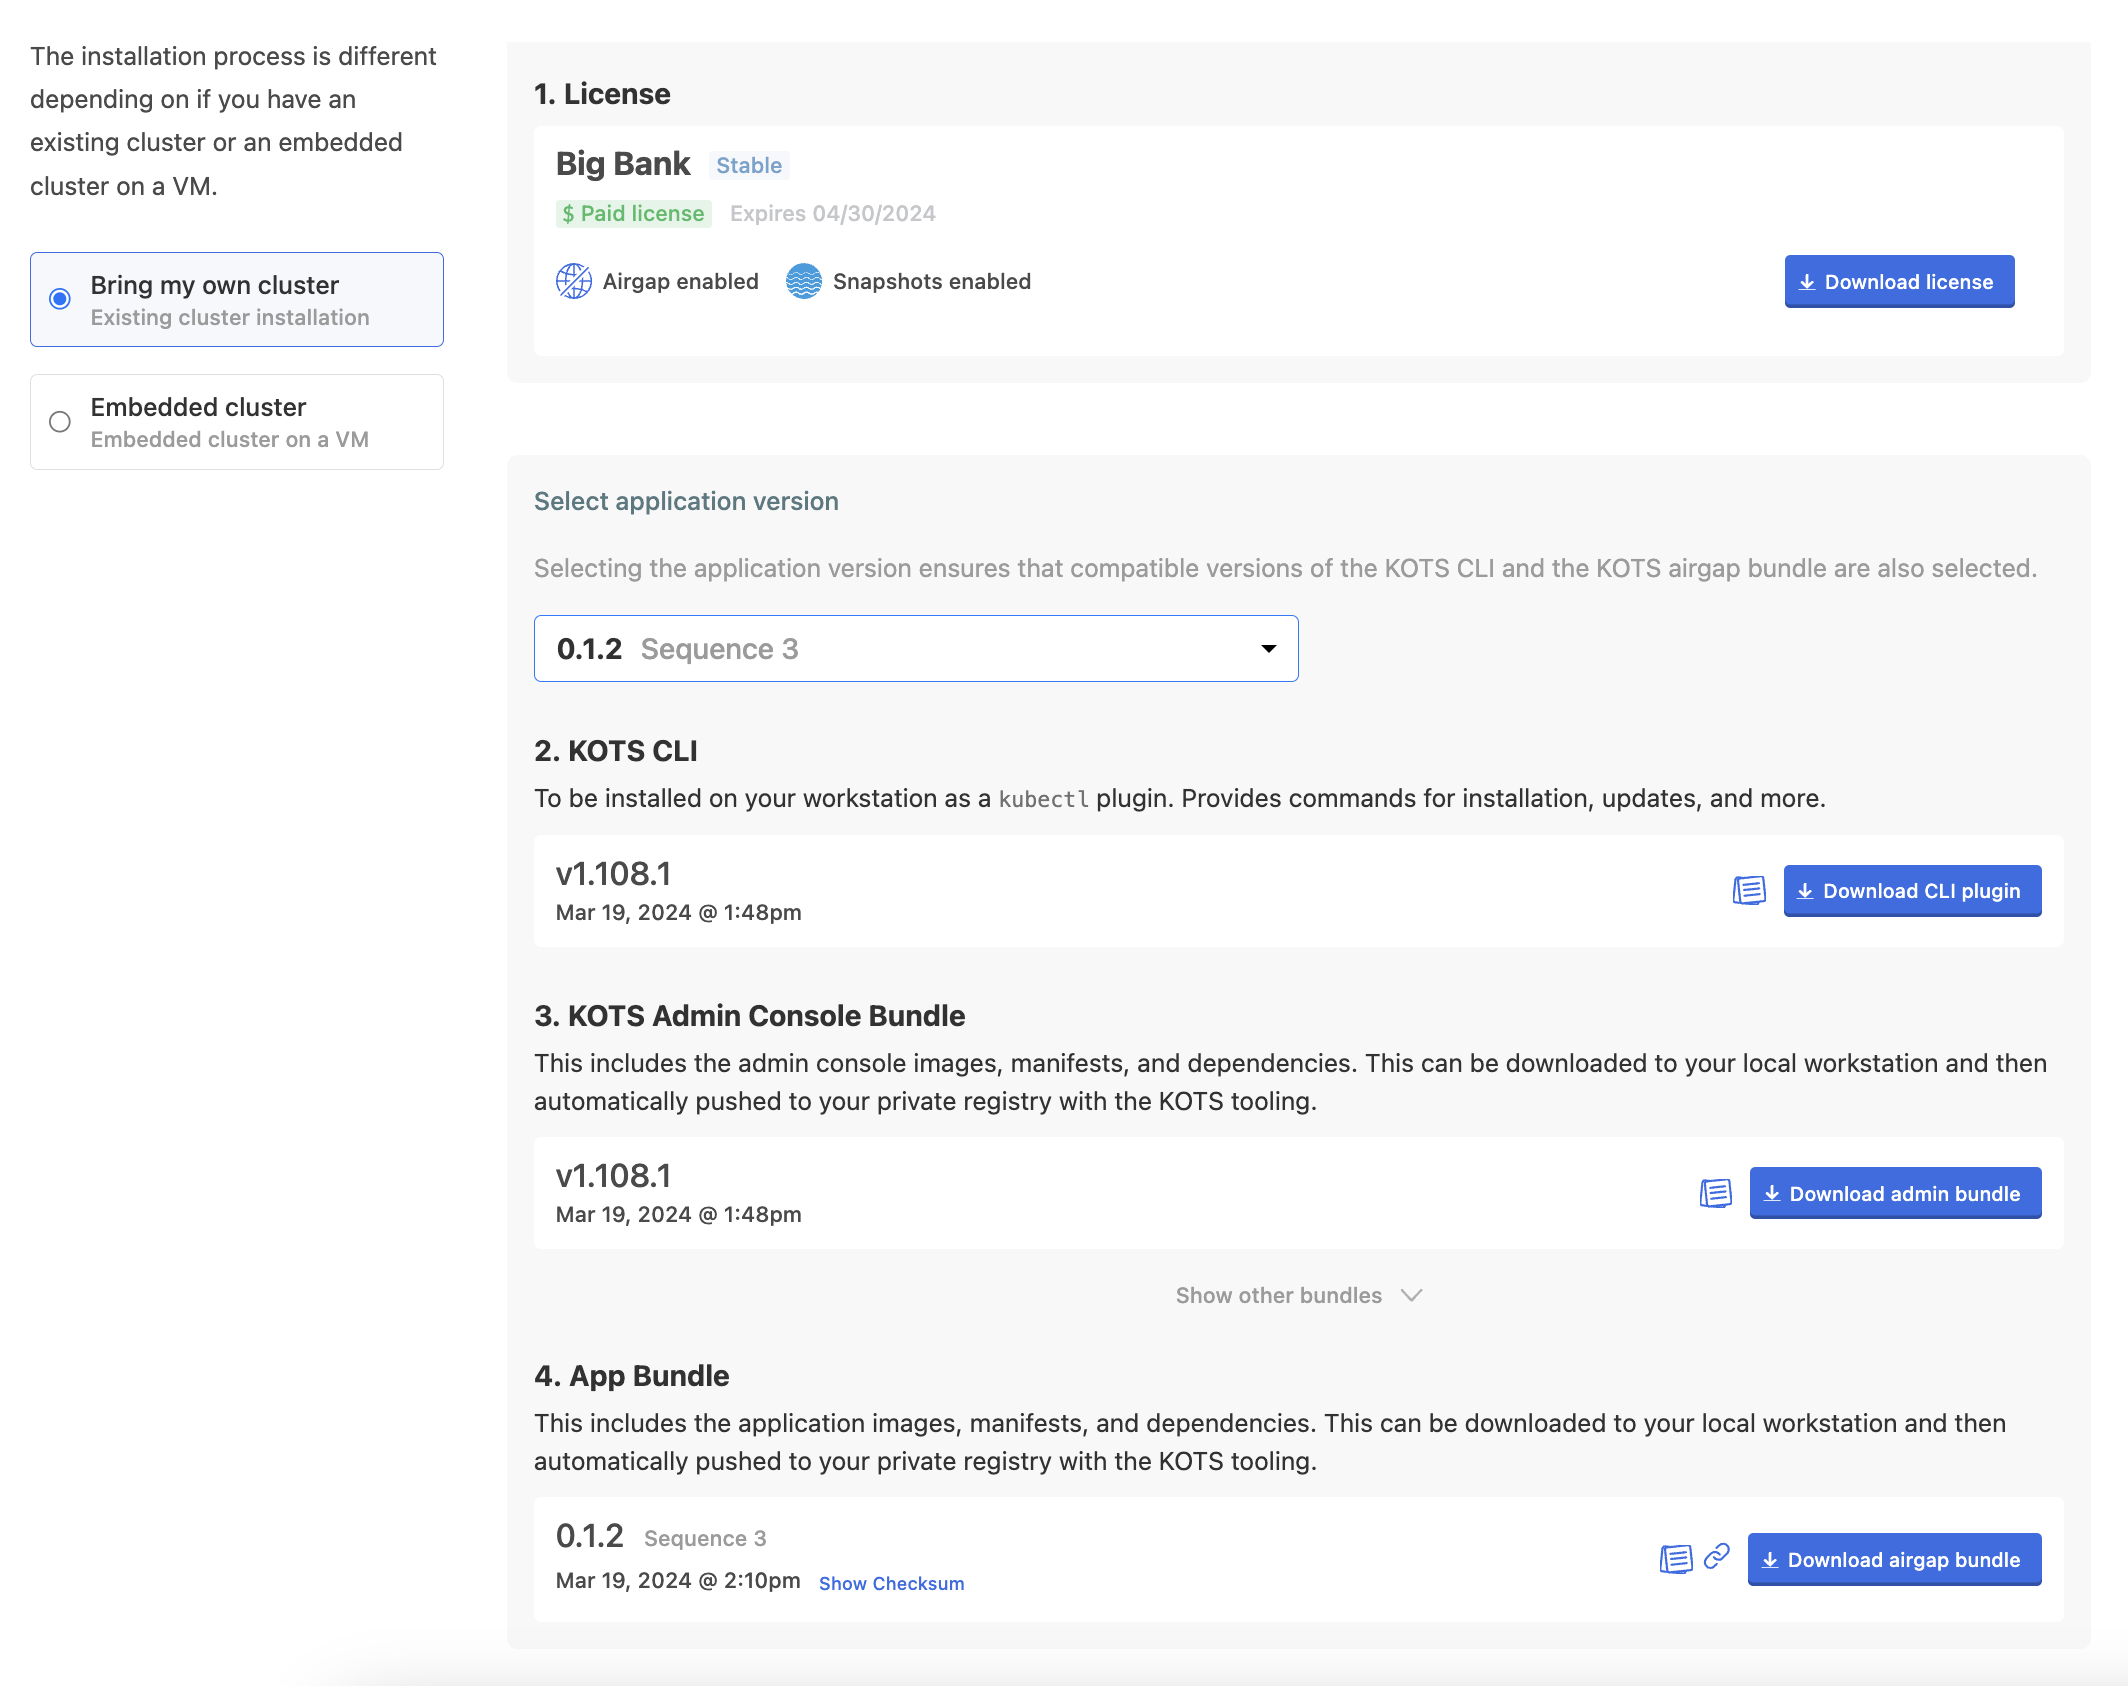 The installation process is different
depending on if you have an
existing cluster or an embedded
cluster on a VM.
Bring my own cluster
Existing cluster installation
Embedded cluster
Embedded cluster on a VM
1. License
Big Bank Stable
$ Paid license Expires 04/30/2024
Airgap enabled Snapshots enabled
Download license
Select application version
Selecting the application version ensures that compatible versions of the KOTS CLI and the KOTS airgap bundle are also selected.
0.1.2 Sequence 3
2. KOTS CLI
To be installed on your workstation as a kubectl plugin. Provides commands for installation, updates, and more.
v1.108.1
Mar 19, 2024 @ 1:48pm
Download CLI plugin
3. KOTS Admin Console Bundle
This includes the admin console images, manifests, and dependencies. This can be downloaded to your local workstation and then
automatically pushed to your private registry with the KOTS tooling.
v1.108.1
Mar 19, 2024 @ 1:48pm
Download admin bundle
Show other bundles
4. App Bundle
This includes the application images, manifests, and dependencies. This can be downloaded to your local workstation and then
automatically pushed to your private registry with the KOTS tooling.
0.1.2 Sequence 3
Mar 19, 2024 @ 2:10pm Show Checksum
Download airgap bundle